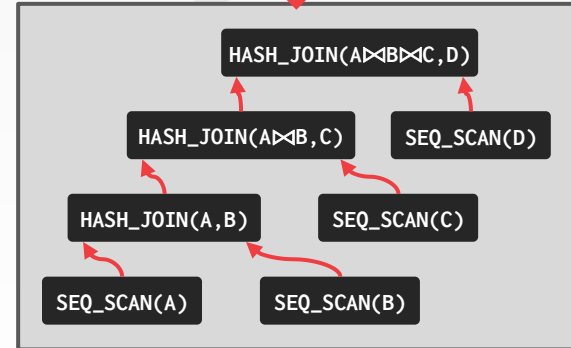 HASH_JOIN(A⋈B⋈C,D)
HASH_JOIN(A⋈B,C)
SEQ_SCAN(D)
HASH_JOIN(A,B)
SEQ_SCAN(C)
SEQ_SCAN(A)
SEQ_SCAN(B)